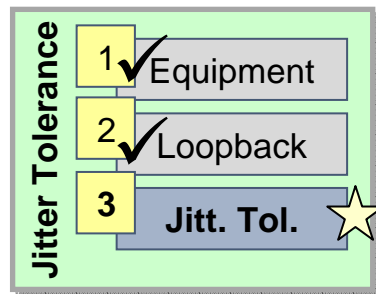 Jitter Tolerance
1 Equipment
2 Loopback
3 Jitt. Tol.